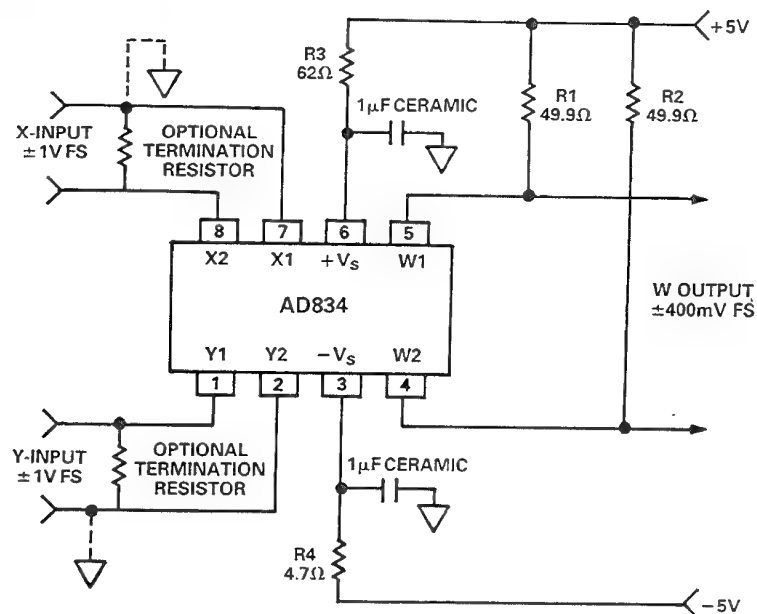 +5V
R3
62Ω
R1
49.9Ω
R2
49.9Ω
1μF CERAMIC
X-INPUT
±1V FS
OPTIONAL
TERMINATION
RESISTOR
8
7
6
5
X2
X1
+VS
W1
AD834
W OUTPUT
±400mV FS
Y1
Y2
−VS
W2
1
2
3
4
Y-INPUT
±1V FS
OPTIONAL
TERMINATION
RESISTOR
1μF CERAMIC
R4
4.7Ω
−5V